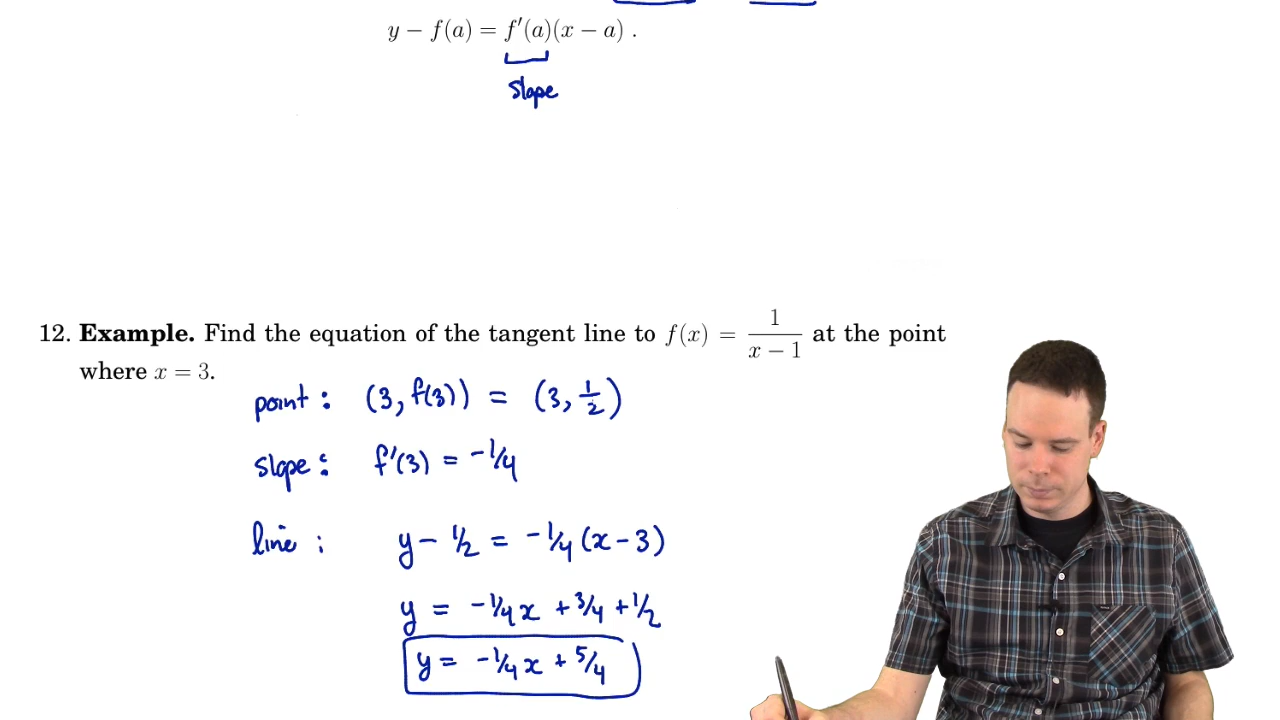 y − f(a) = f′(a)(x − a) .
slope
12. Example. Find the equation of the tangent line to f(x) = 1/(x − 1) at the point
where x = 3.
point : (3, f(3)) = (3, 1/2)
slope : f'(3) = -1/4
line : y - 1/2 = -1/4 (x - 3)
y = -1/4 x + 3/4 + 1/2
y = -1/4 x + 5/4